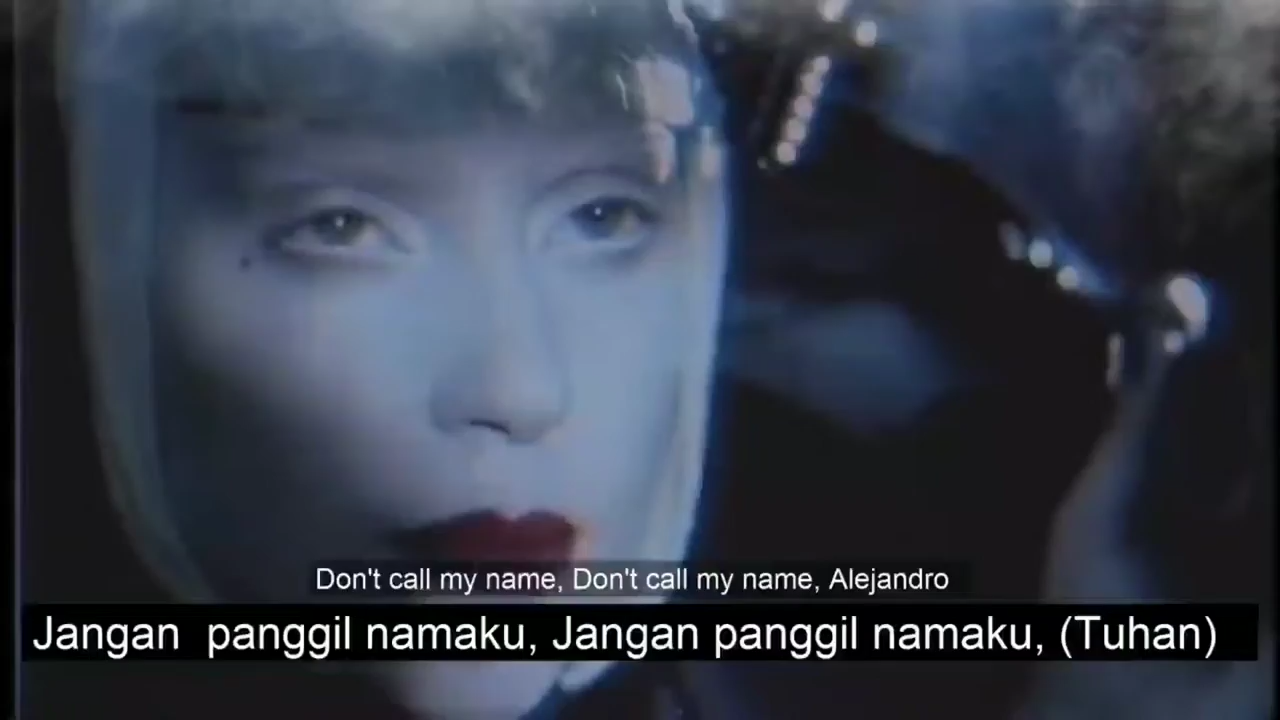 Don't call my name, Don't call my name, Alejandro
Jangan  panggil namaku, Jangan panggil namaku, (Tuhan)